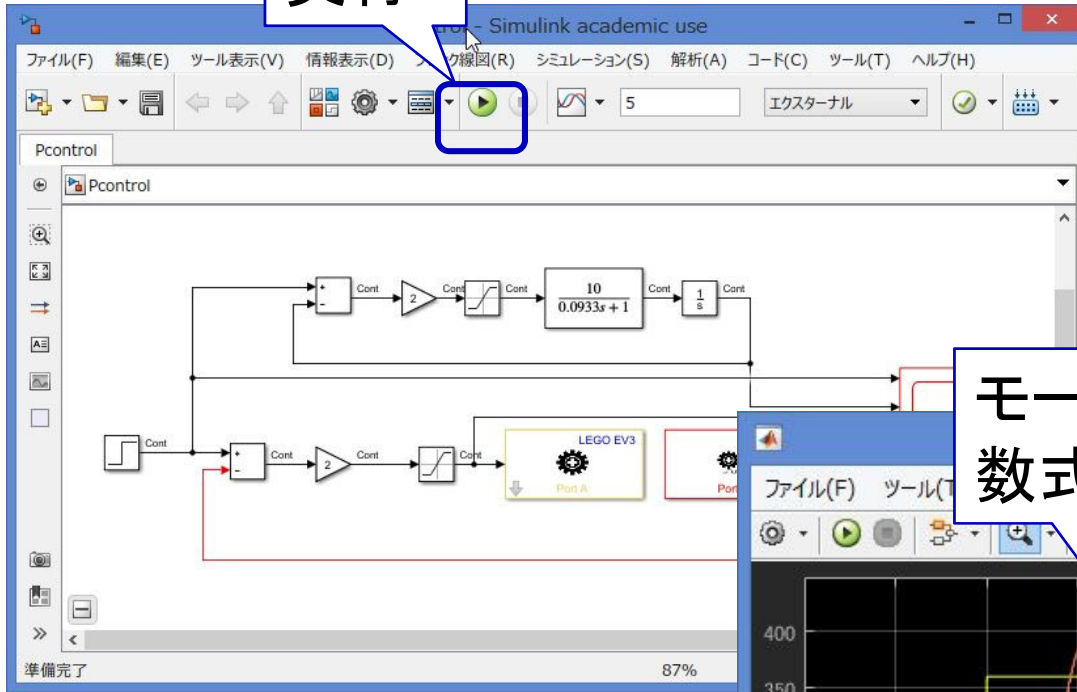 実行
- Simulink academic use
ファイル(F) 編集(E) ツール表示(V) 情報表示(D) ク線図(R) シミュレーション(S) 解析(A) コード(C) ツール(T) ヘルプ(H)
5 エクスターナル
Pcontrol
Pcontrol
Cont 2 Cont Cont 10 Cont 1 Cont
0.0933s + 1 s
Cont Cont 2 Cont Cont LEGO EV3
Port A Port
モー
数式
ファイル(F) ツール(T
400
350
準備完了 87%